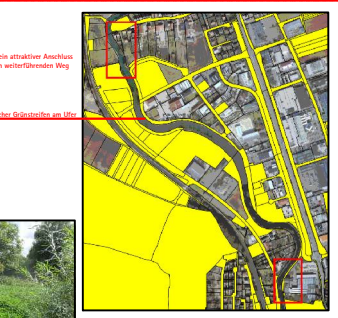 ein attraktiver Anschluss
weiterführenden Weg
cher Grünstreifen am Ufer